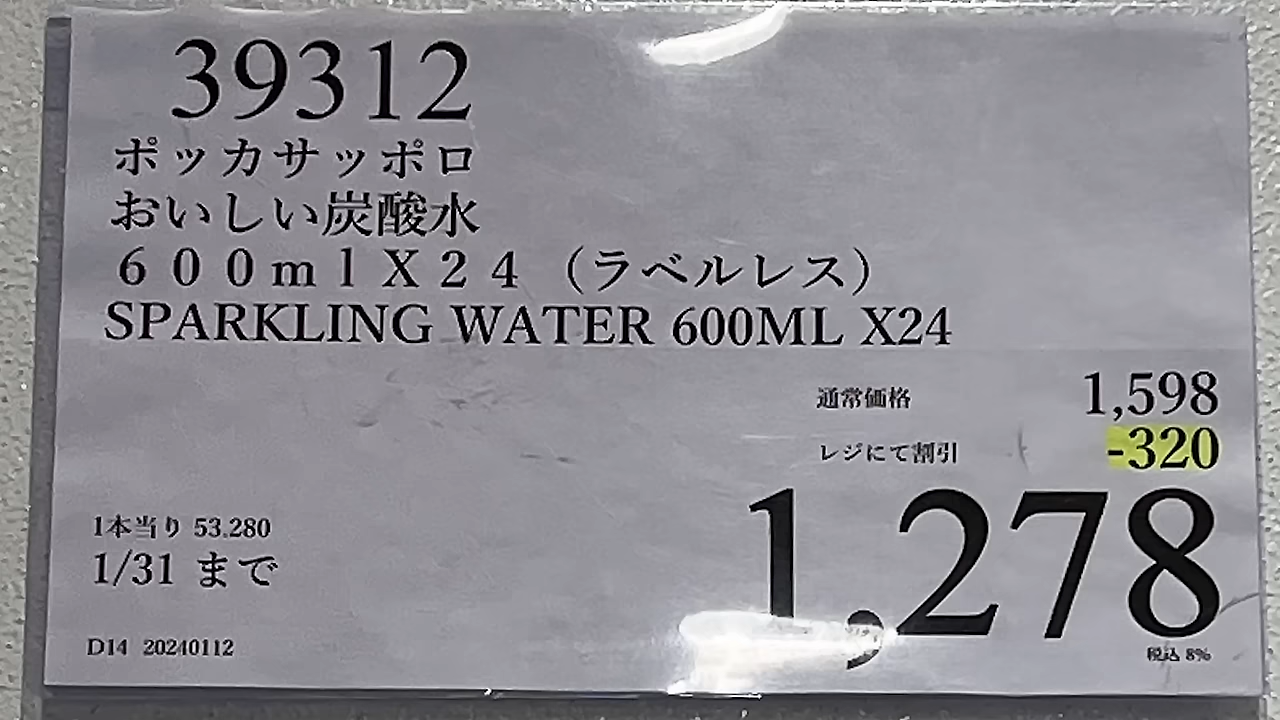 39312
ポッカサッポロ
おいしい炭酸水
６００ｍｌＸ２４（ラベルレス）
SPARKLING WATER 600ML X24
通常価格 1,598
レジにて割引 -320
1,278
1本当り 53.280
1/31 まで
税込 8%
D14 20240112